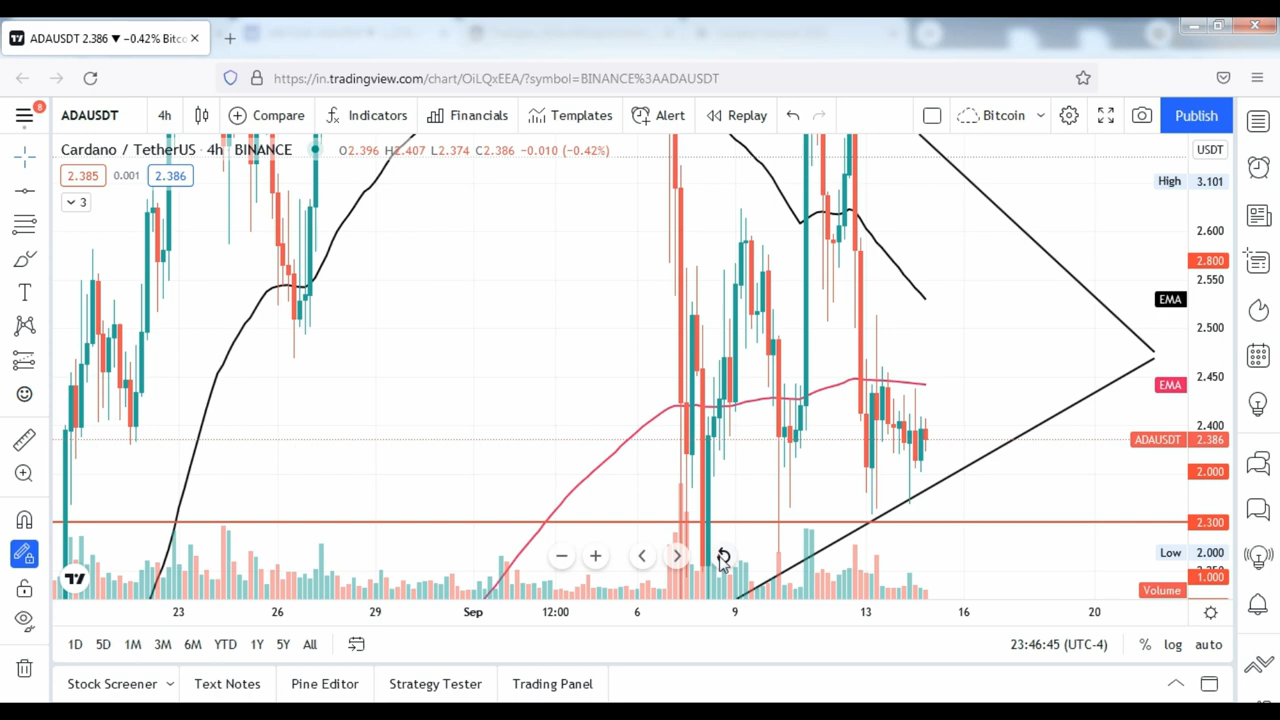 ADAUSDT 2.386 ▼ −0.42% Bitco
https://in.tradingview.com/chart/OiLQxEEA/?symbol=BINANCE%3AADAUSDT
8
ADAUSDT 4h Compare Indicators Financials Templates Alert Replay Bitcoin Publish
Cardano / TetherUS · 4h · BINANCE O2.396 H2.407 L2.374 C2.386 −0.010 (−0.42%)
USDT
2.385 0.001 2.386
High 3.101
3
2.600
2.800
2.550
EMA
2.500
2.450
EMA
2.400
ADAUSDT 2.386
2.000
2.300
Low 2.000
1.000
Volume
23 26 29 Sep 12:00 6 9 13 16 20
1D 5D 1M 3M 6M YTD 1Y 5Y All 23:46:45 (UTC-4) % log auto
Stock Screener Text Notes Pine Editor Strategy Tester Trading Panel